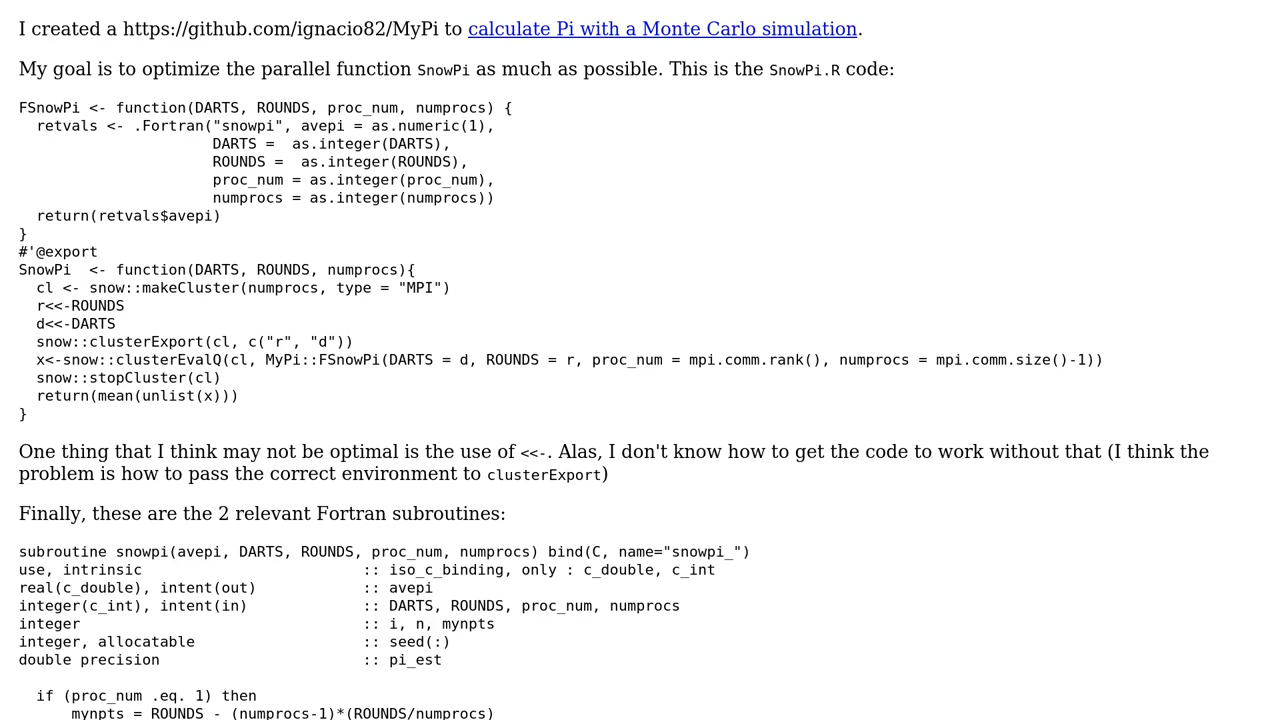 I created a https://github.com/ignacio82/MyPi to calculate Pi with a Monte Carlo simulation.
My goal is to optimize the parallel function SnowPi as much as possible. This is the SnowPi.R code:
FSnowPi <- function(DARTS, ROUNDS, proc_num, numprocs) {
  retvals <- .Fortran("snowpi", avepi = as.numeric(1),
                      DARTS =  as.integer(DARTS),
                      ROUNDS =  as.integer(ROUNDS),
                      proc_num = as.integer(proc_num),
                      numprocs = as.integer(numprocs))
  return(retvals$avepi)
}
#'@export
SnowPi  <- function(DARTS, ROUNDS, numprocs){
  cl <- snow::makeCluster(numprocs, type = "MPI")
  r<<-ROUNDS
  d<<-DARTS
  snow::clusterExport(cl, c("r", "d"))
  x<-snow::clusterEvalQ(cl, MyPi::FSnowPi(DARTS = d, ROUNDS = r, proc_num = mpi.comm.rank(), numprocs = mpi.comm.size()-1))
  snow::stopCluster(cl)
  return(mean(unlist(x)))
}
One thing that I think may not be optimal is the use of <<-. Alas, I don't know how to get the code to work without that (I think the
problem is how to pass the correct environment to clusterExport)
Finally, these are the 2 relevant Fortran subroutines:
subroutine snowpi(avepi, DARTS, ROUNDS, proc_num, numprocs) bind(C, name="snowpi_")
use, intrinsic                         :: iso_c_binding, only : c_double, c_int
real(c_double), intent(out)            :: avepi
integer(c_int), intent(in)             :: DARTS, ROUNDS, proc_num, numprocs
integer                                :: i, n, mynpts
integer, allocatable                   :: seed(:)
double precision                       :: pi_est
  if (proc_num .eq. 1) then
      mynpts = ROUNDS - (numprocs-1)*(ROUNDS/numprocs)